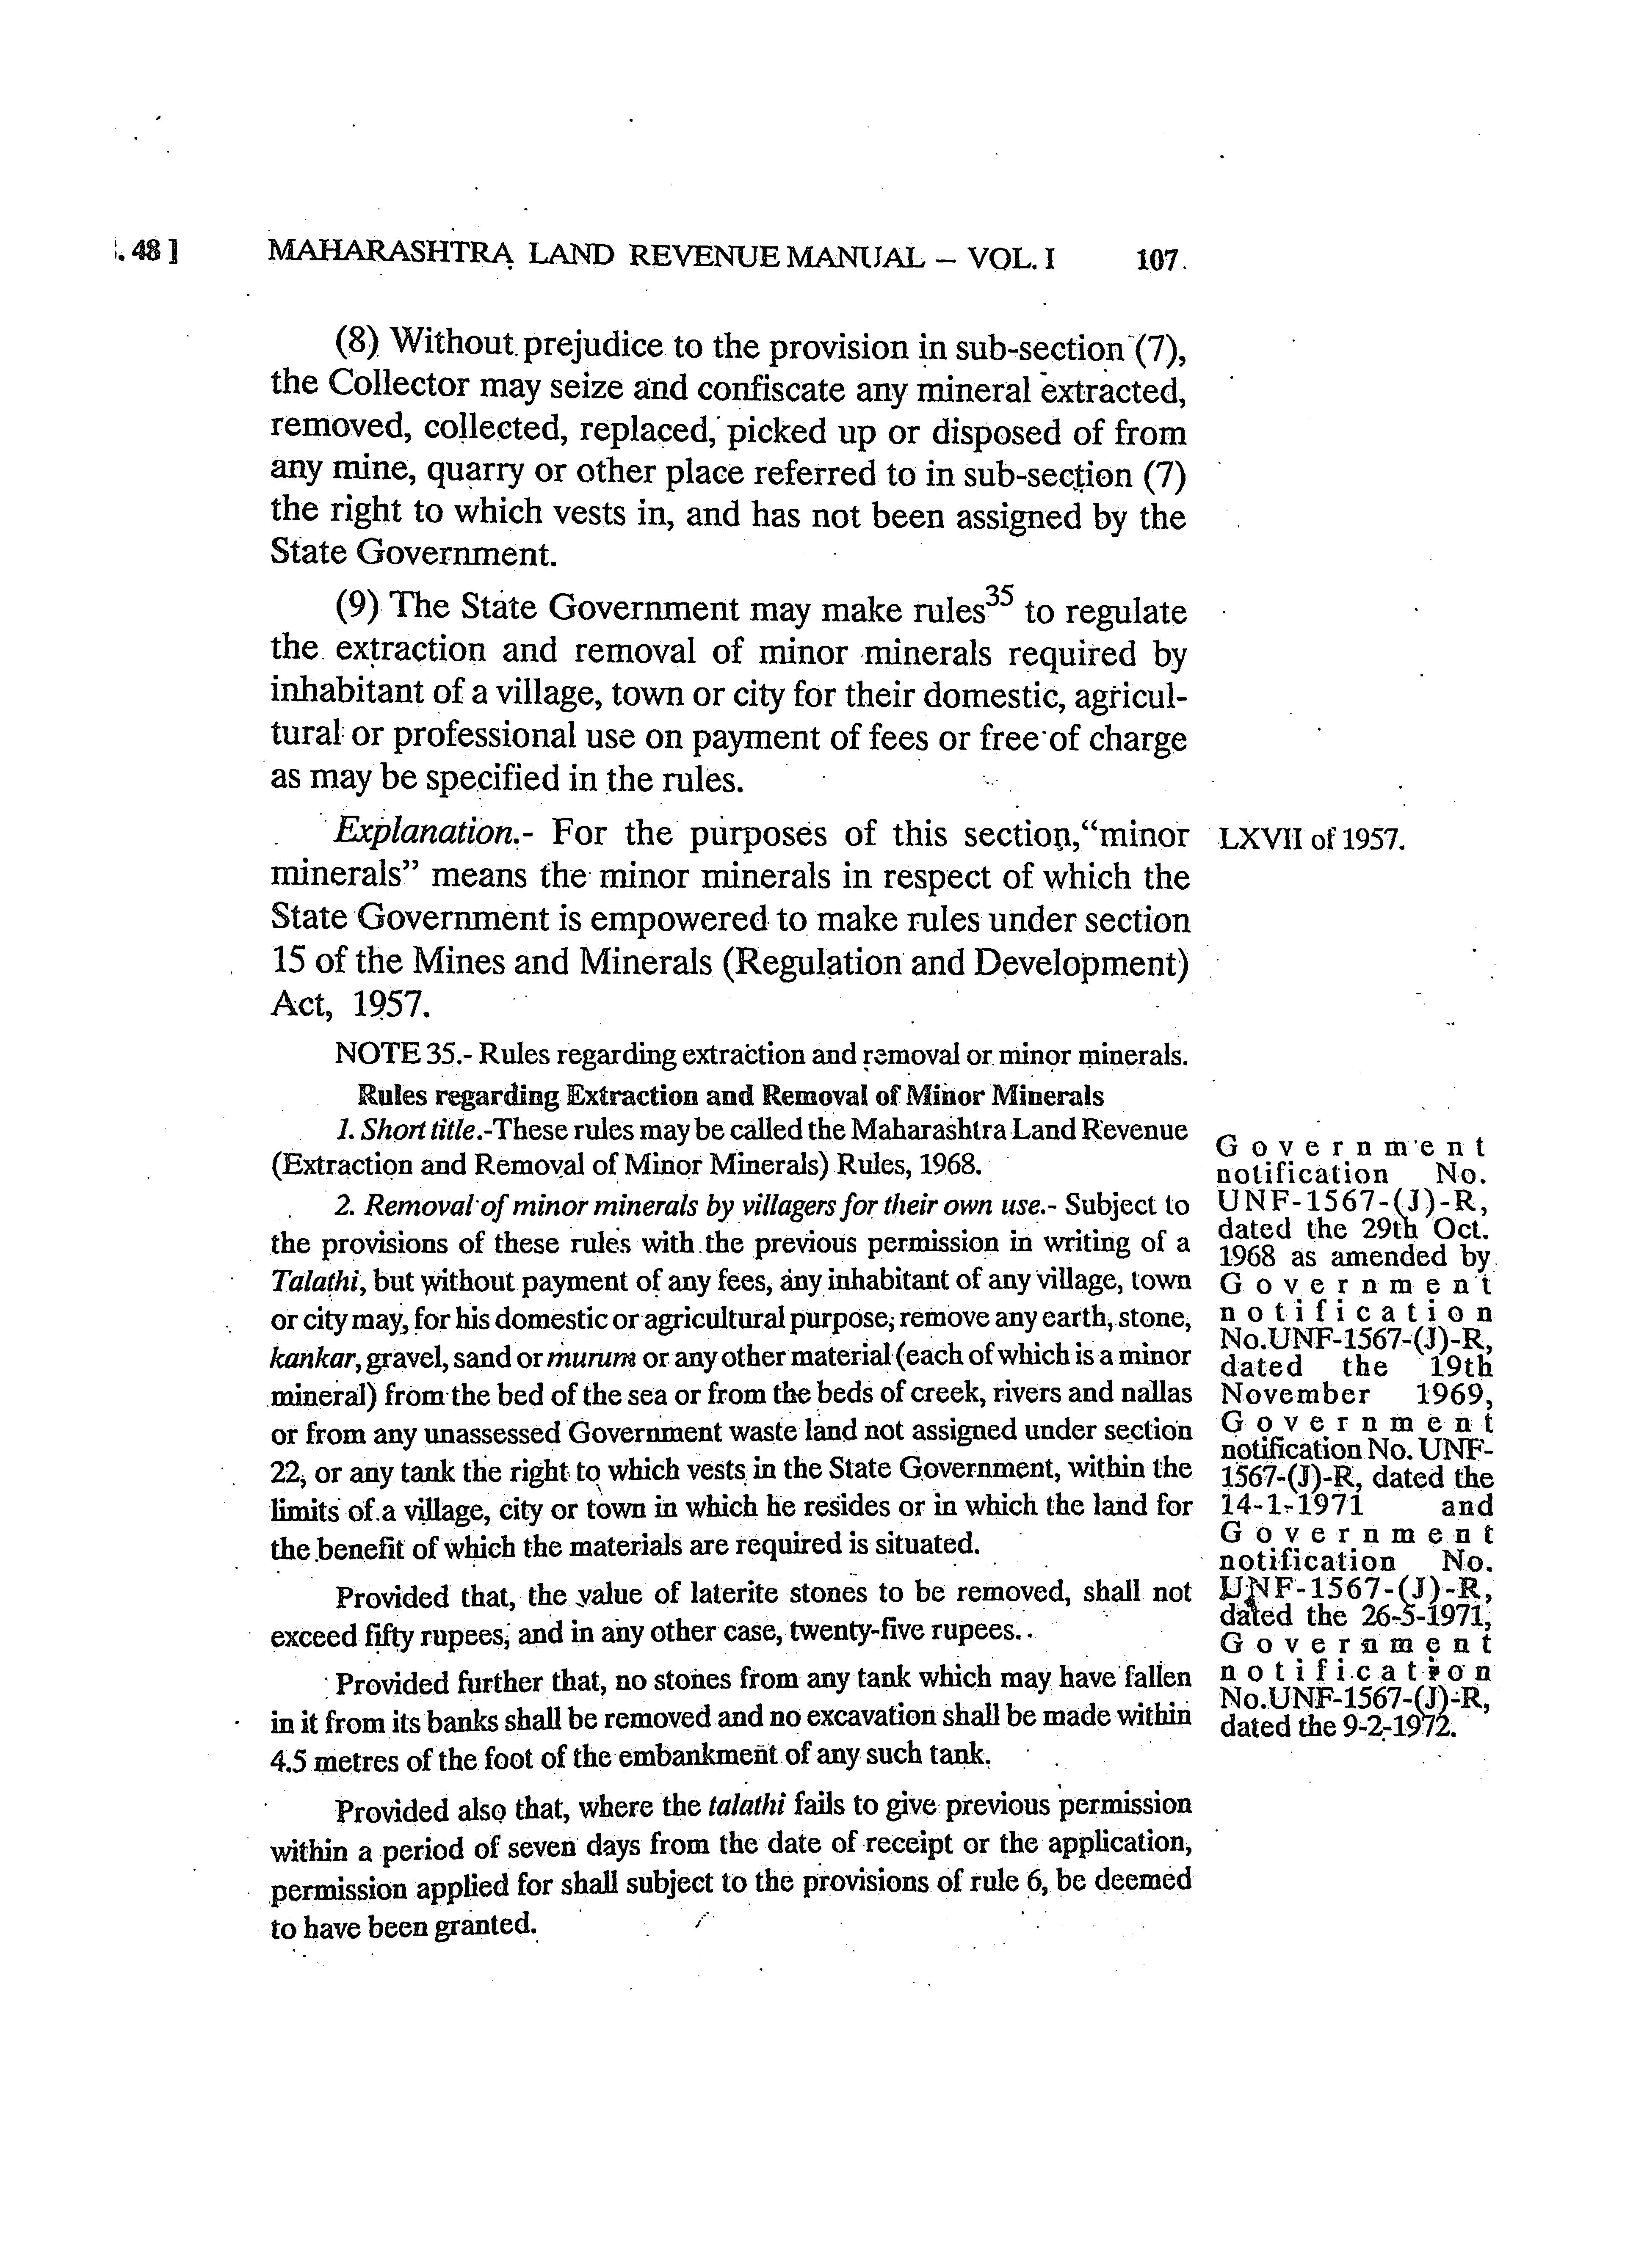 . 48 ] MAHARASHTRA LAND REVENUE MANUAL – VOL. I 107.
(8) Without prejudice to the provision in sub-section (7),
the Collector may seize and confiscate any mineral extracted,
removed, collected, replaced, picked up or disposed of from
any mine, quarry or other place referred to in sub-section (7)
the right to which vests in, and has not been assigned by the
State Government.
(9) The State Government may make rules35 to regulate
the extraction and removal of minor minerals required by
inhabitant of a village, town or city for their domestic, agricul-
tural or professional use on payment of fees or free of charge
as may be specified in the rules.
Explanation.- For the purposes of this section,“minor
minerals” means the minor minerals in respect of which the
State Government is empowered to make rules under section
15 of the Mines and Minerals (Regulation and Development)
Act, 1957.
LXVII of 1957.
NOTE 35.- Rules regarding extraction and removal or minor minerals.
Rules regarding Extraction and Removal of Minor Minerals
1. Short title.-These rules may be called the Maharashtra Land Revenue
(Extraction and Removal of Minor Minerals) Rules, 1968.
2. Removal of minor minerals by villagers for their own use.- Subject to
the provisions of these rules with the previous permission in writing of a
Talathi, but without payment of any fees, any inhabitant of any village, town
or city may, for his domestic or agricultural purpose, remove any earth, stone,
kankar, gravel, sand or murum or any other material (each of which is a minor
mineral) from the bed of the sea or from the beds of creek, rivers and nallas
or from any unassessed Government waste land not assigned under section
22, or any tank the right to which vests in the State Government, within the
limits of a village, city or town in which he resides or in which the land for
the benefit of which the materials are required is situated.
Provided that, the value of laterite stones to be removed, shall not
exceed fifty rupees, and in any other case, twenty-five rupees.
Provided further that, no stones from any tank which may have fallen
in it from its banks shall be removed and no excavation shall be made within
4.5 metres of the foot of the embankment of any such tank.
Provided also that, where the talathi fails to give previous permission
within a period of seven days from the date of receipt or the application,
permission applied for shall subject to the provisions of rule 6, be deemed
to have been granted.
Government
notification No.
UNF-1567-(J)-R,
dated the 29th Oct.
1968 as amended by
Government
notification
No.UNF-1567-(J)-R,
dated the 19th
November 1969,
Government
notification No. UNF-
1567-(J)-R, dated the
14-1-1971 and
Government
notification No.
UNF-1567-(J)-R,
dated the 26-5-1971,
Government
notification
No.UNF-1567-(J)-R,
dated the 9-2-1972.